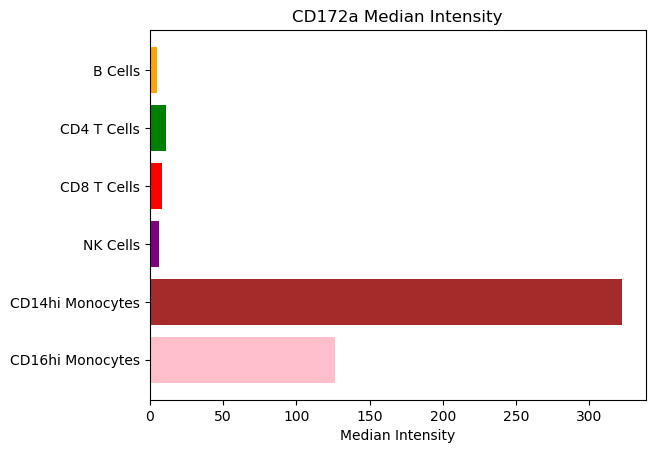 CD172a Median Intensity
B Cells
CD4 T Cells
CD8 T Cells
NK Cells
CD14hi Monocytes
CD16hi Monocytes
0 50 100 150 200 250 300
Median Intensity